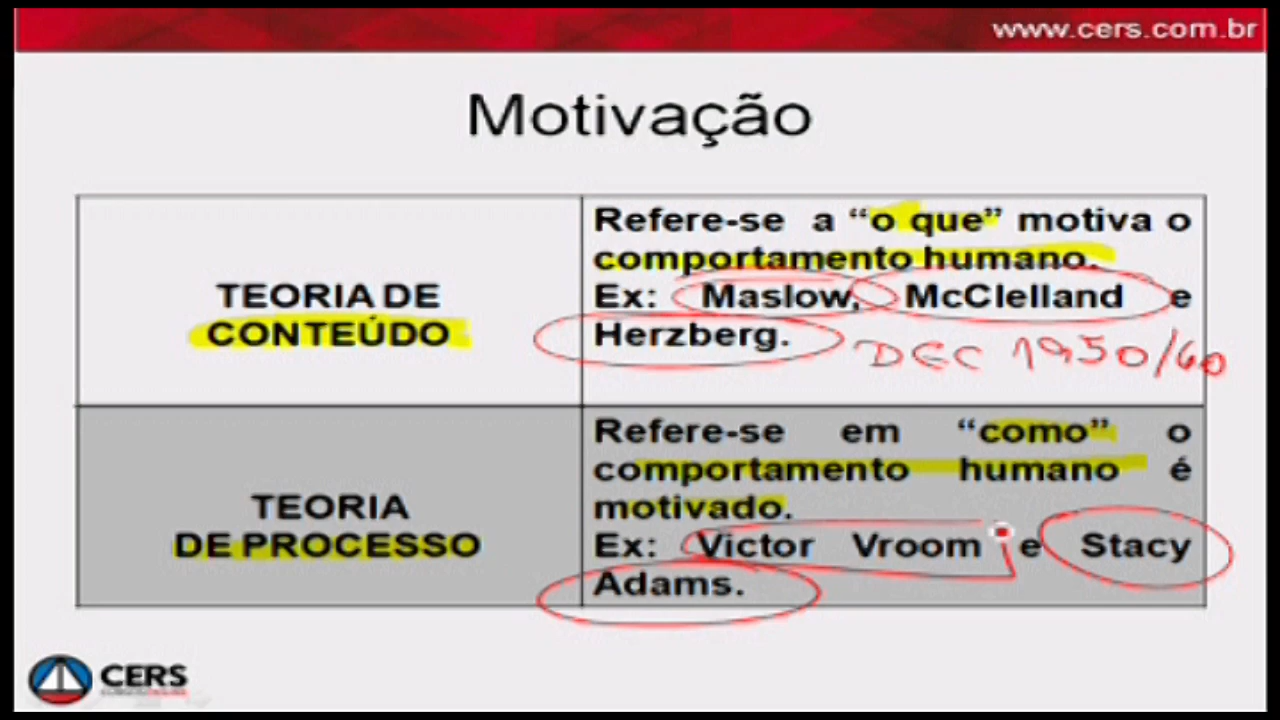 www.cers.com.br
Motivação
TEORIA DE
CONTEÚDO
Refere-se a “o que” motiva o
comportamento humano.
Ex: Maslow, McClelland e
Herzberg.
DEC 1950/60
TEORIA
DE PROCESSO
Refere-se em “como” o
comportamento humano é
motivado.
Ex: Victor Vroom e Stacy
Adams.
CERS